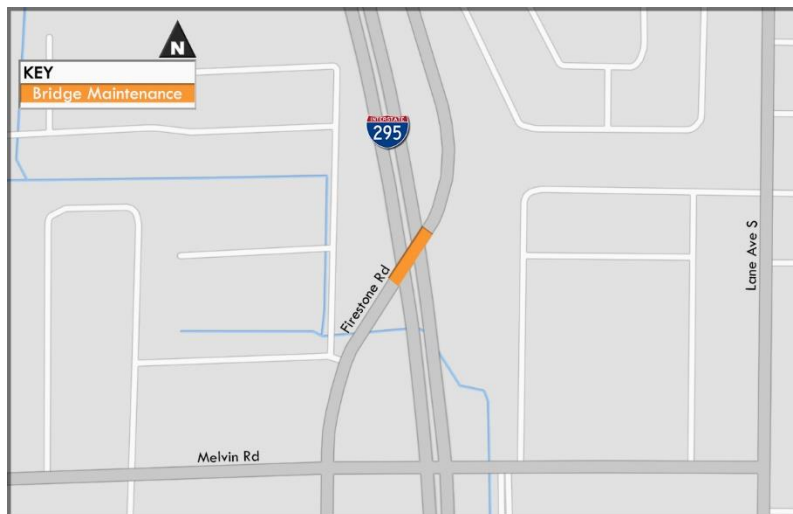 N
KEY
Bridge Maintenance
INTERSTATE
295
Firestone Rd
Lane Ave S
Melvin Rd